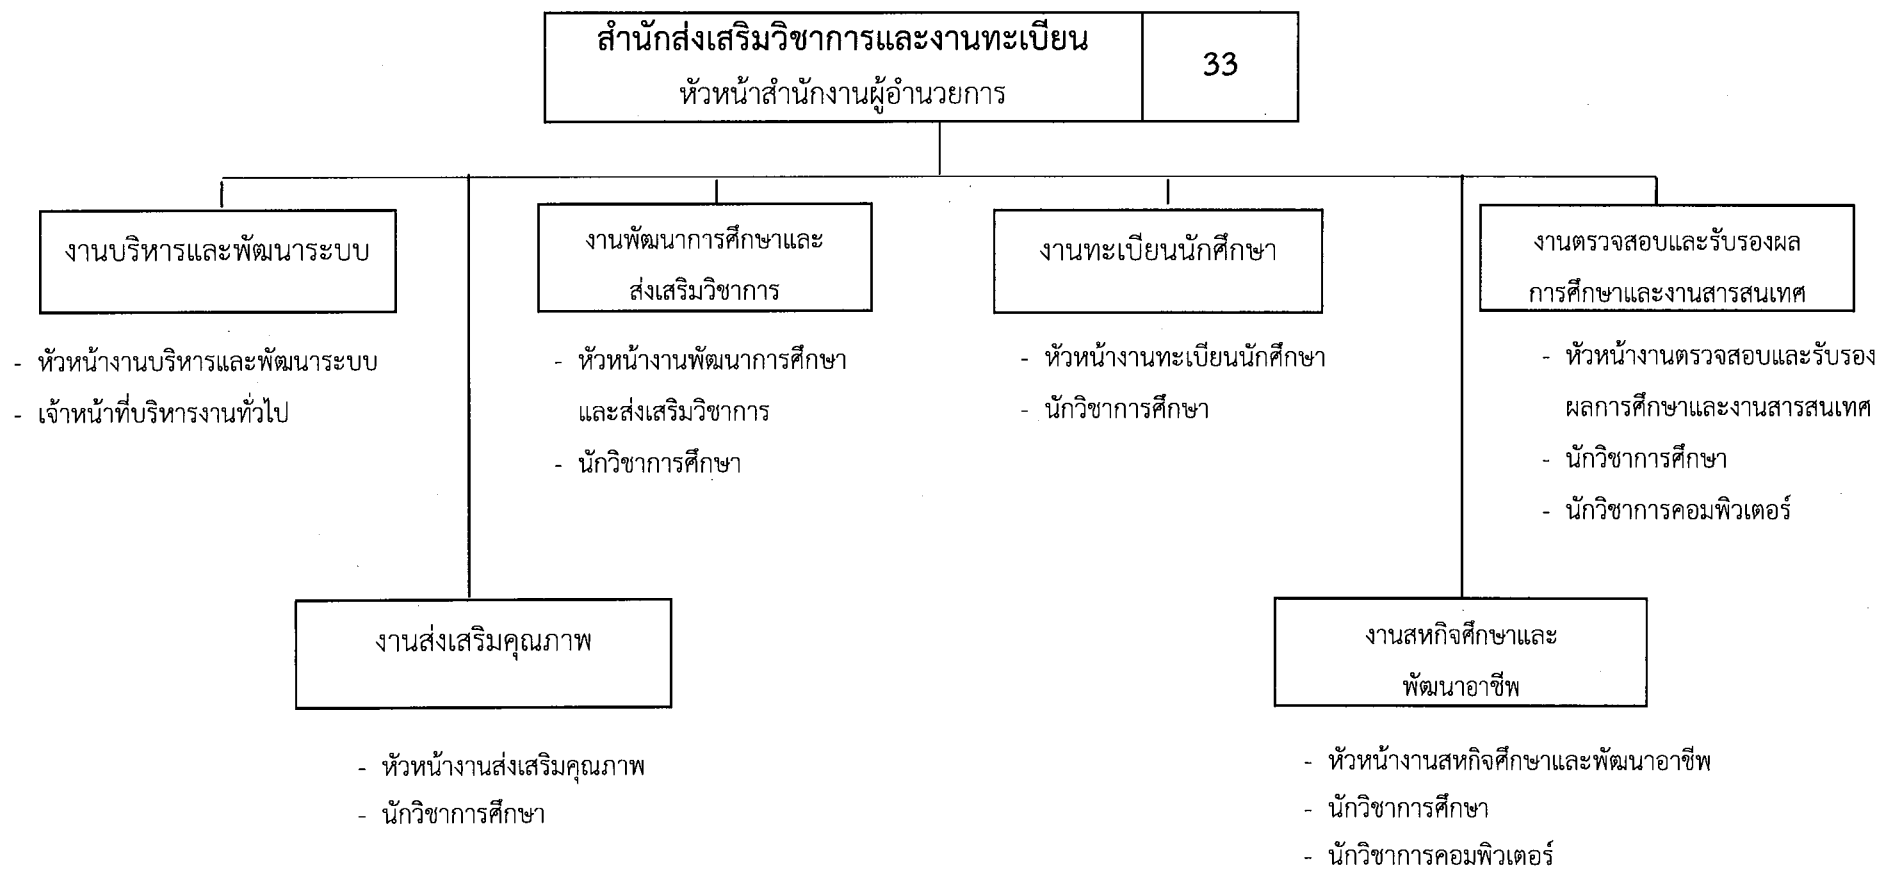 สำนักส่งเสริมวิชาการและงานทะเบียน
หัวหน้าสำนักงานผู้อำนวยการ
33
งานบริหารและพัฒนาระบบ
- หัวหน้างานบริหารและพัฒนาระบบ
- เจ้าหน้าที่บริหารงานทั่วไป
งานพัฒนาการศึกษาและ
ส่งเสริมวิชาการ
- หัวหน้างานพัฒนาการศึกษา
และส่งเสริมวิชาการ
- นักวิชาการศึกษา
งานทะเบียนนักศึกษา
- หัวหน้างานทะเบียนนักศึกษา
- นักวิชาการศึกษา
งานตรวจสอบและรับรองผล
การศึกษาและงานสารสนเทศ
- หัวหน้างานตรวจสอบและรับรอง
ผลการศึกษาและงานสารสนเทศ
- นักวิชาการศึกษา
- นักวิชาการคอมพิวเตอร์
งานส่งเสริมคุณภาพ
- หัวหน้างานส่งเสริมคุณภาพ
- นักวิชาการศึกษา
งานสหกิจศึกษาและ
พัฒนาอาชีพ
- หัวหน้างานสหกิจศึกษาและพัฒนาอาชีพ
- นักวิชาการศึกษา
- นักวิชาการคอมพิวเตอร์